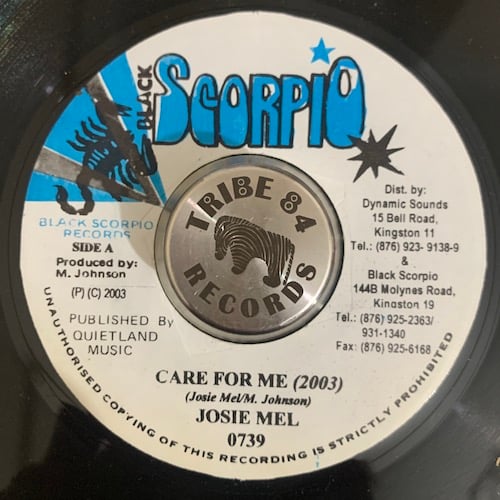 BLACK
SCORPIO
BLACK SCORPIO
RECORDS
SIDE A
Produced by:
M. Johnson
(P) (C) 2003
PUBLISHED By
QUIETLAND
MUSIC
TRIBE 84
RECORDS
Dist. by:
Dynamic Sounds
15 Bell Road,
Kingston 11
Tel.: (876) 923- 9138-9
&
Black Scorpio
144B Molynes Road,
Kingston 19
Tel.: (876) 925-2363/
931-1340
Fax: (876) 925-6168
CARE FOR ME (2003)
(Josie Mel/M. Johnson)
JOSIE MEL
0739
UNAUTHORISED COPYING OF THIS RECORDING IS STRICTLY PROHIBITED